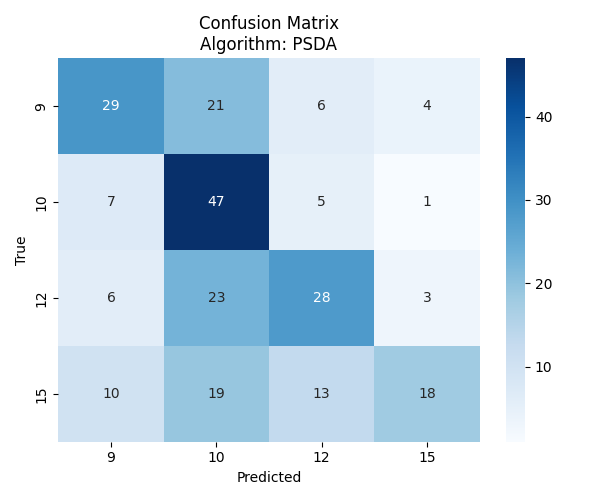 Confusion Matrix
Algorithm: PSDA
9 29 21 6 4
10 7 47 5 1
12 6 23 28 3
15 10 19 13 18
9 10 12 15
True
Predicted
40
30
20
10